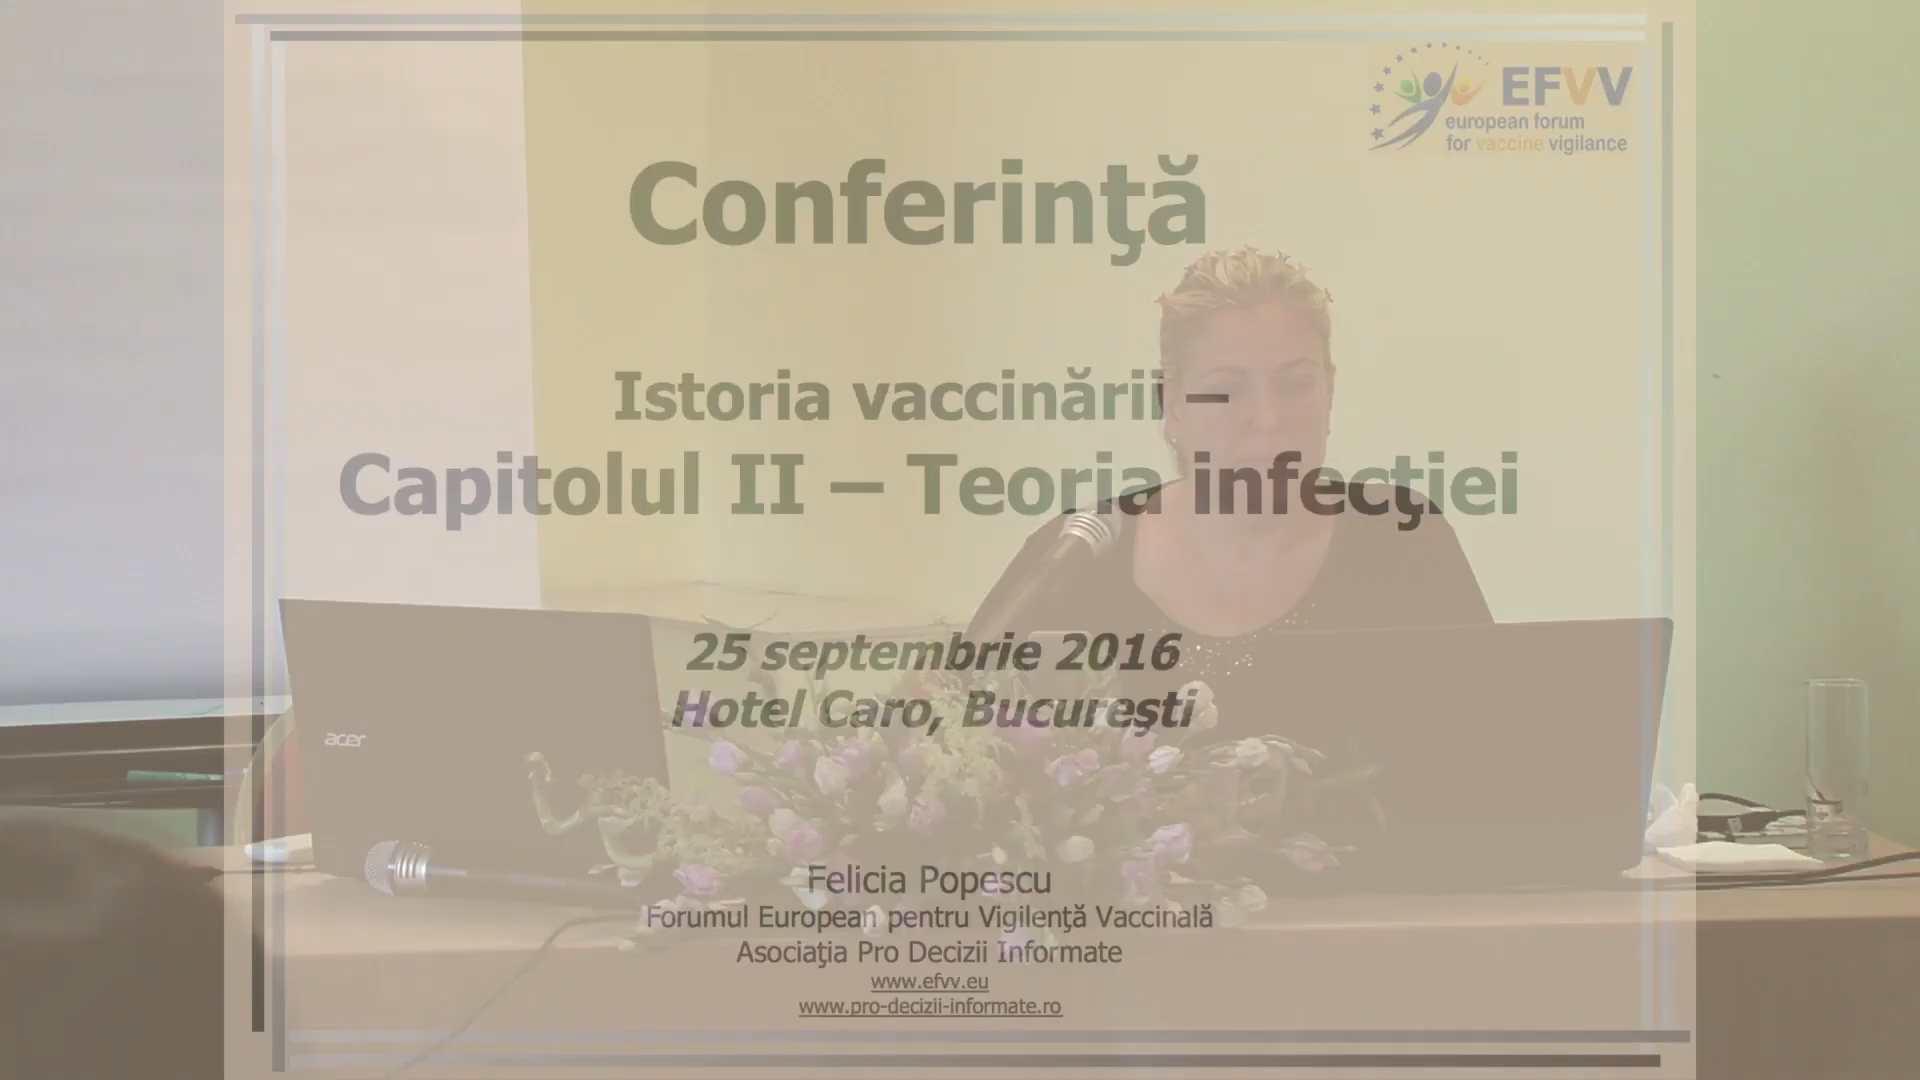 EFVV
european forum
for vaccine vigilance
Conferinţă
Istoria vaccinării –
Capitolul II – Teoria infecţiei
25 septembrie 2016
Hotel Caro, Bucureşti
acer
Felicia Popescu
Forumul European pentru Vigilenţă Vaccinală
Asociaţia Pro Decizii Informate
www.efvv.eu
www.pro-decizii-informate.ro